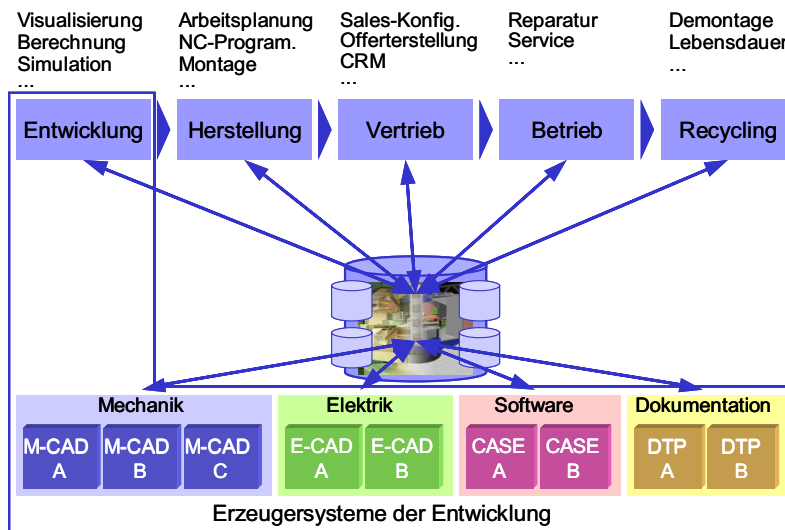 Visualisierung
Berechnung
Simulation
...
Arbeitsplanung
NC-Program.
Montage
...
Sales-Konfig.
Offerterstellung
CRM
...
Reparatur
Service
...
Demontage
Lebensdauer
...
Entwicklung
Herstellung
Vertrieb
Betrieb
Recycling
Mechanik
M-CAD
A
M-CAD
B
M-CAD
C
Elektrik
E-CAD
A
E-CAD
B
Software
CASE
A
CASE
B
Dokumentation
DTP
A
DTP
B
Erzeugersysteme der Entwicklung